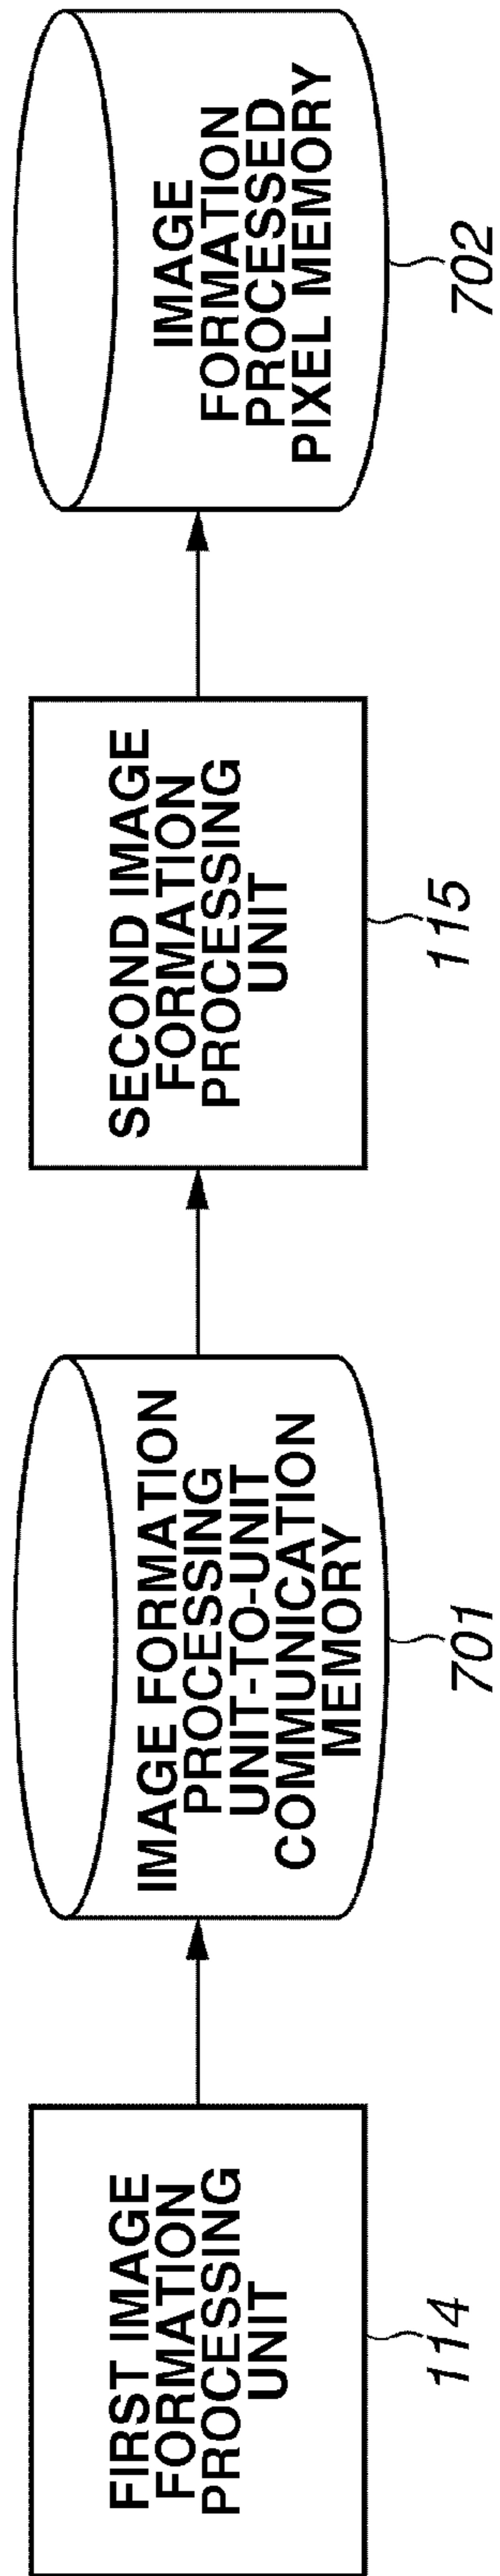 FIRST IMAGE
FORMATION
PROCESSING
UNIT
114
IMAGE FORMATION
PROCESSING
UNIT-TO-UNIT
COMMUNICATION
MEMORY
701
SECOND IMAGE
FORMATION
PROCESSING
UNIT
115
IMAGE
FORMATION
PROCESSED
PIXEL MEMORY
702